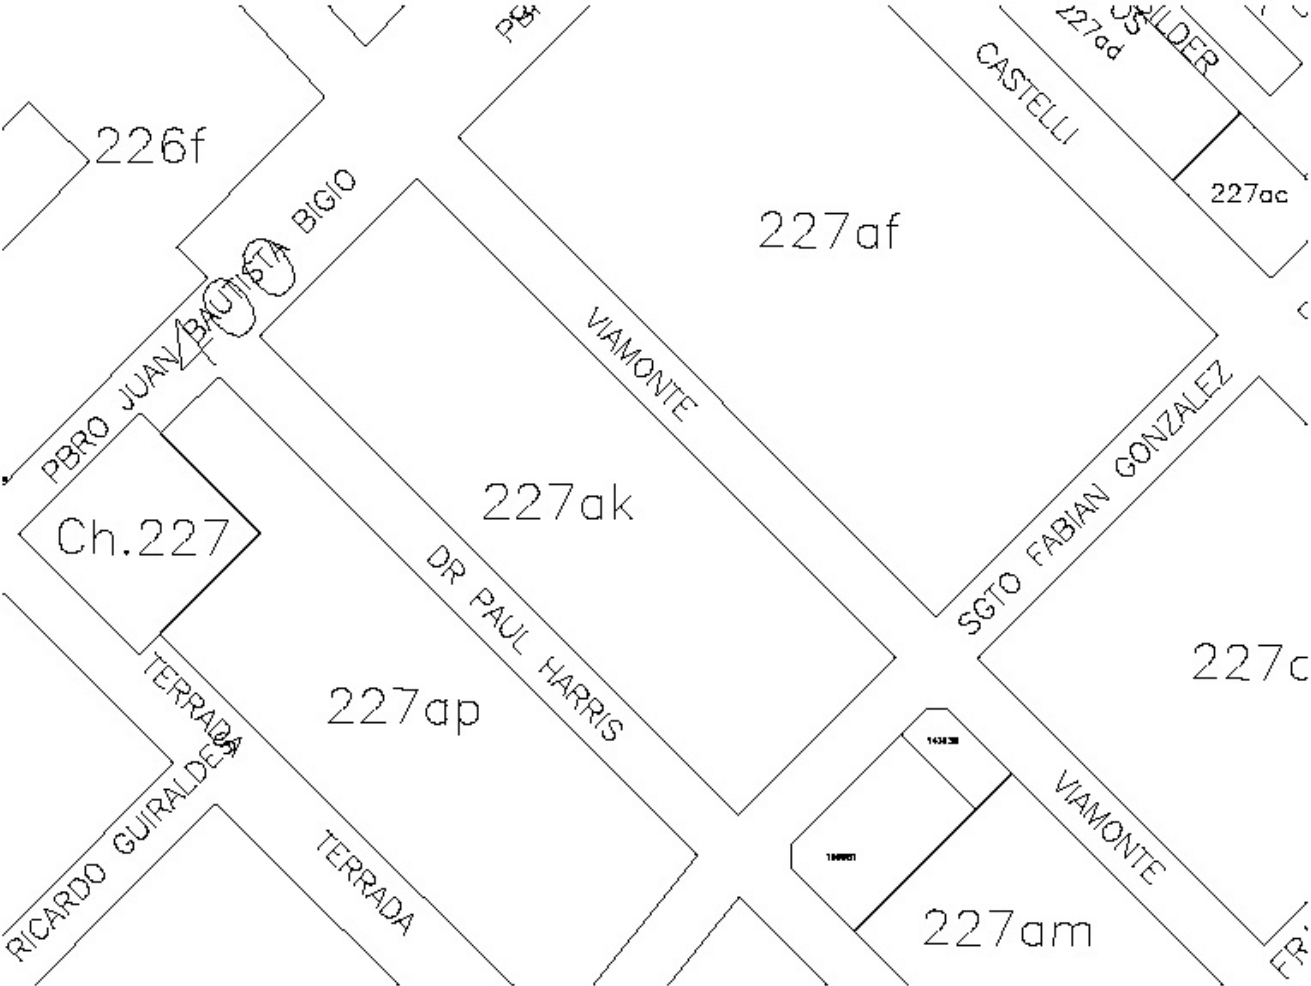 227ad
CASTELLI
226f
227ac
BIGIO
227af
PBRO JUAN BAUTISTA
VIAMONTE
SGTO FABIAN GONZALEZ
227ak
Ch.227
DR PAUL HARRIS
227c
TERRADA
227ap
RICARDO GUIRALDES
VIAMONTE
TERRADA
227am